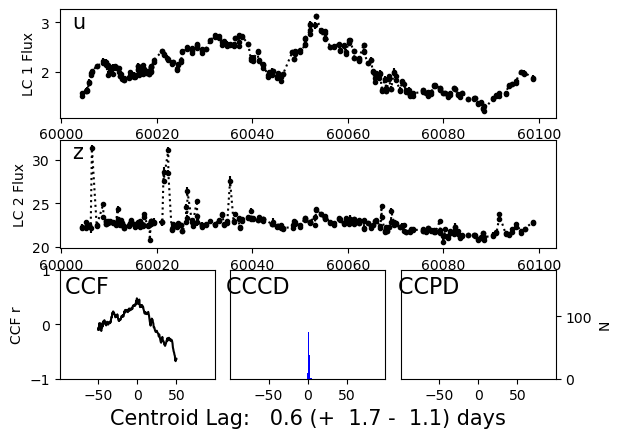 u
LC 1 Flux
3
2
60000 60020 60040 60060 60080 60100
z
LC 2 Flux
30
25
20
60000 60020 60040 60060 60080 60100
CCF CCCD CCPD
CCF r
1
0
−1
100
0
N
−50 0 50 −50 0 50 −50 0 50
Centroid Lag: 0.6 (+ 1.7 - 1.1) days